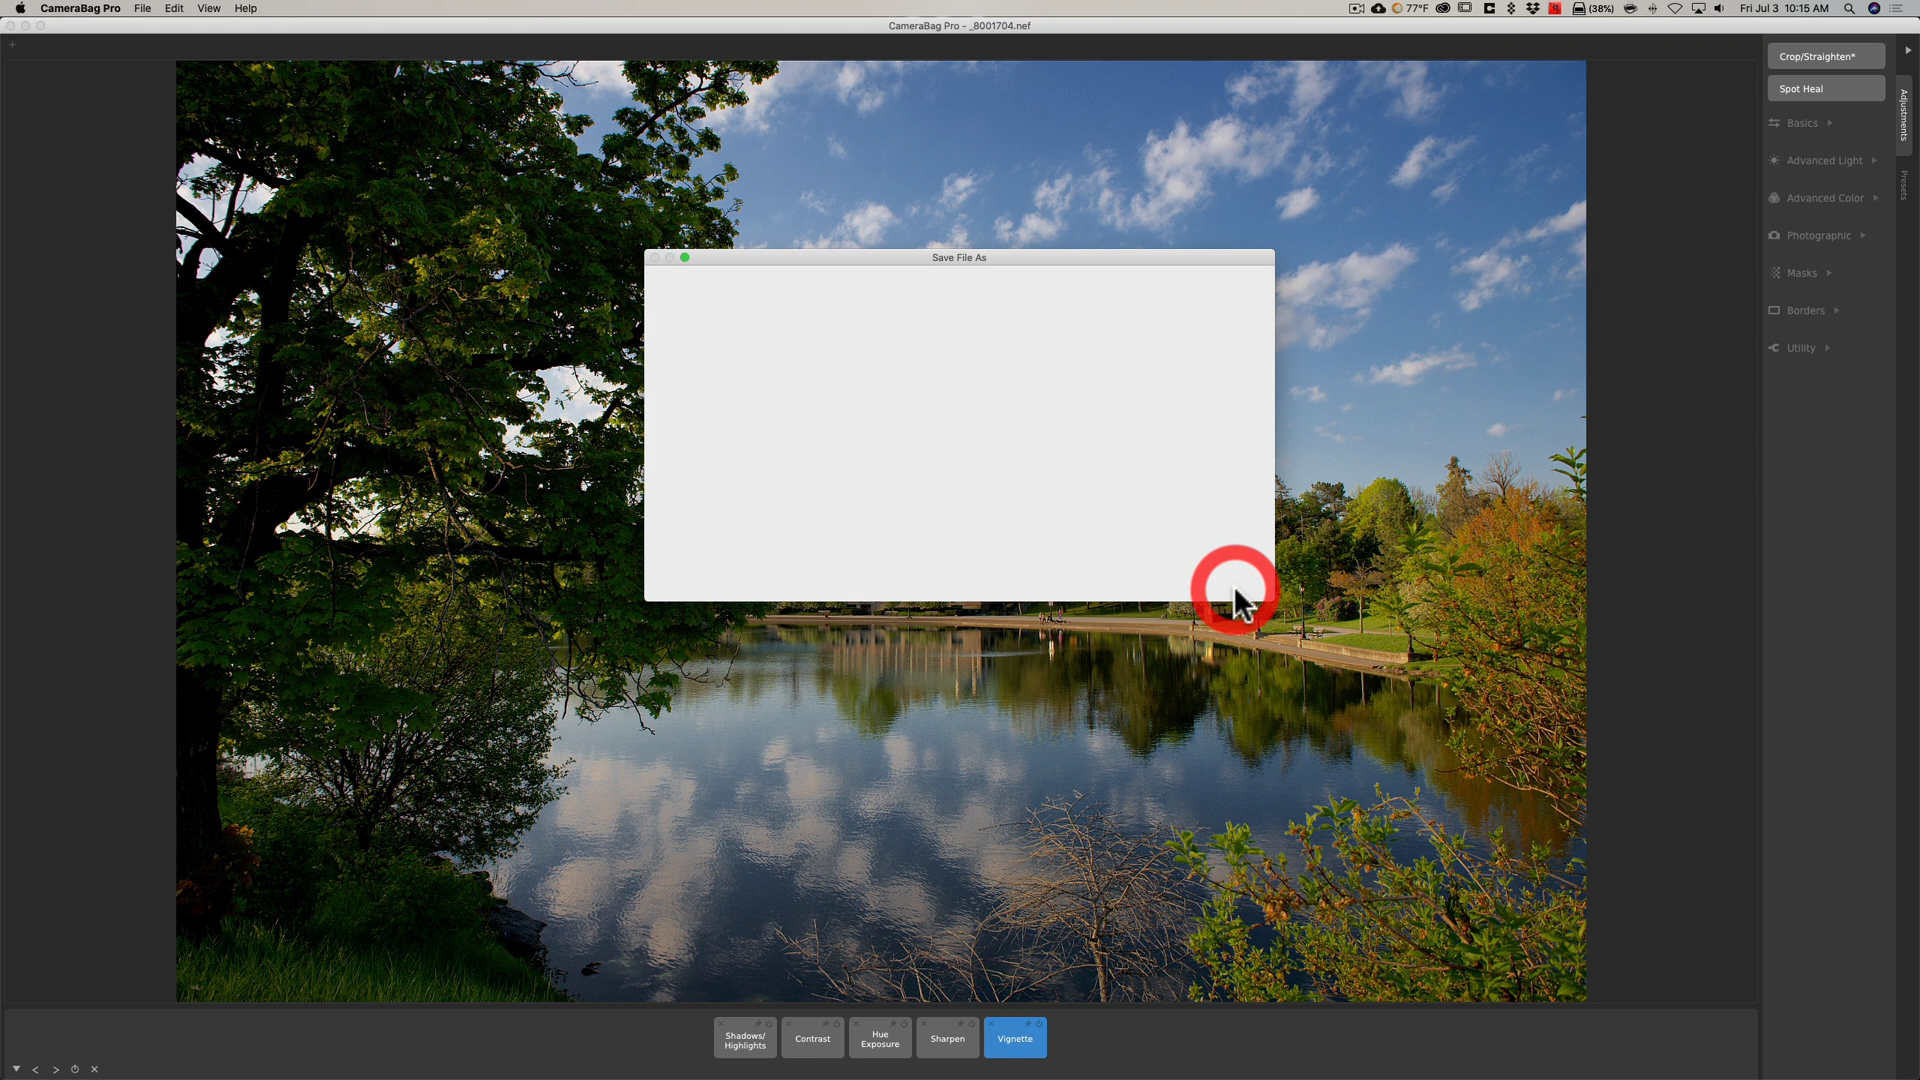 CameraBag Pro File Edit View Help 77°F (38%) Fri Jul 3 10:15 AM
CameraBag Pro - _8001704.nef
Crop/Straighten*
Spot Heal
Basics
Advanced Light
Advanced Color
Photographic
Masks
Borders
Utility
Adjustments
Presets
Save File As
Shadows/
Highlights
Contrast
Hue
Exposure
Sharpen
Vignette